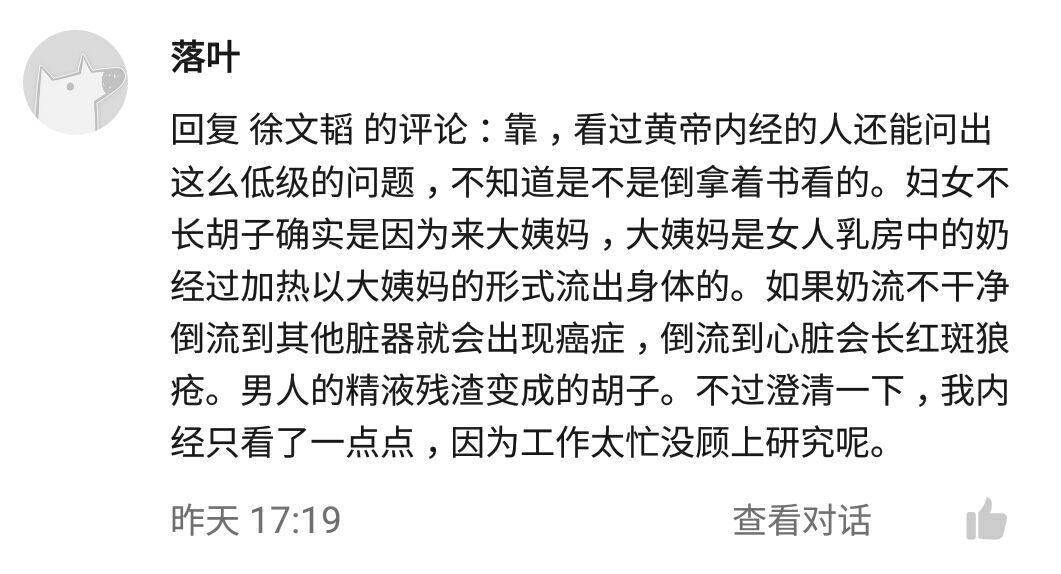 落叶
回复 徐文韬 的评论：靠，看过黄帝内经的人还能问出
这么低级的问题，不知道是不是倒拿着书看的。妇女不
长胡子确实是因为来大姨妈，大姨妈是女人乳房中的奶
经过加热以大姨妈的形式流出身体的。如果奶流不干净
倒流到其他脏器就会出现癌症，倒流到心脏会长红斑狼
疮。男人的精液残渣变成的胡子。不过澄清一下，我内
经只看了一点点，因为工作太忙没顾上研究呢。
昨天 17:19 查看对话